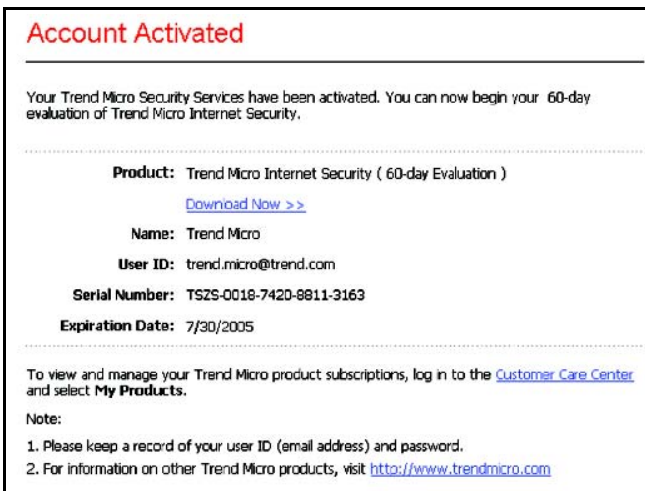 Account Activated
Your Trend Micro Security Services have been activated. You can now begin your 60-day
evaluation of Trend Micro Internet Security.
Product: Trend Micro Internet Security ( 60-day Evaluation )
Download Now >>
Name: Trend Micro
User ID: trend.micro@trend.com
Serial Number: TSZS-0018-7420-8811-3163
Expiration Date: 7/30/2005
To view and manage your Trend Micro product subscriptions, log in to the Customer Care Center
and select My Products.
Note:
1. Please keep a record of your user ID (email address) and password.
2. For information on other Trend Micro products, visit http://www.trendmicro.com